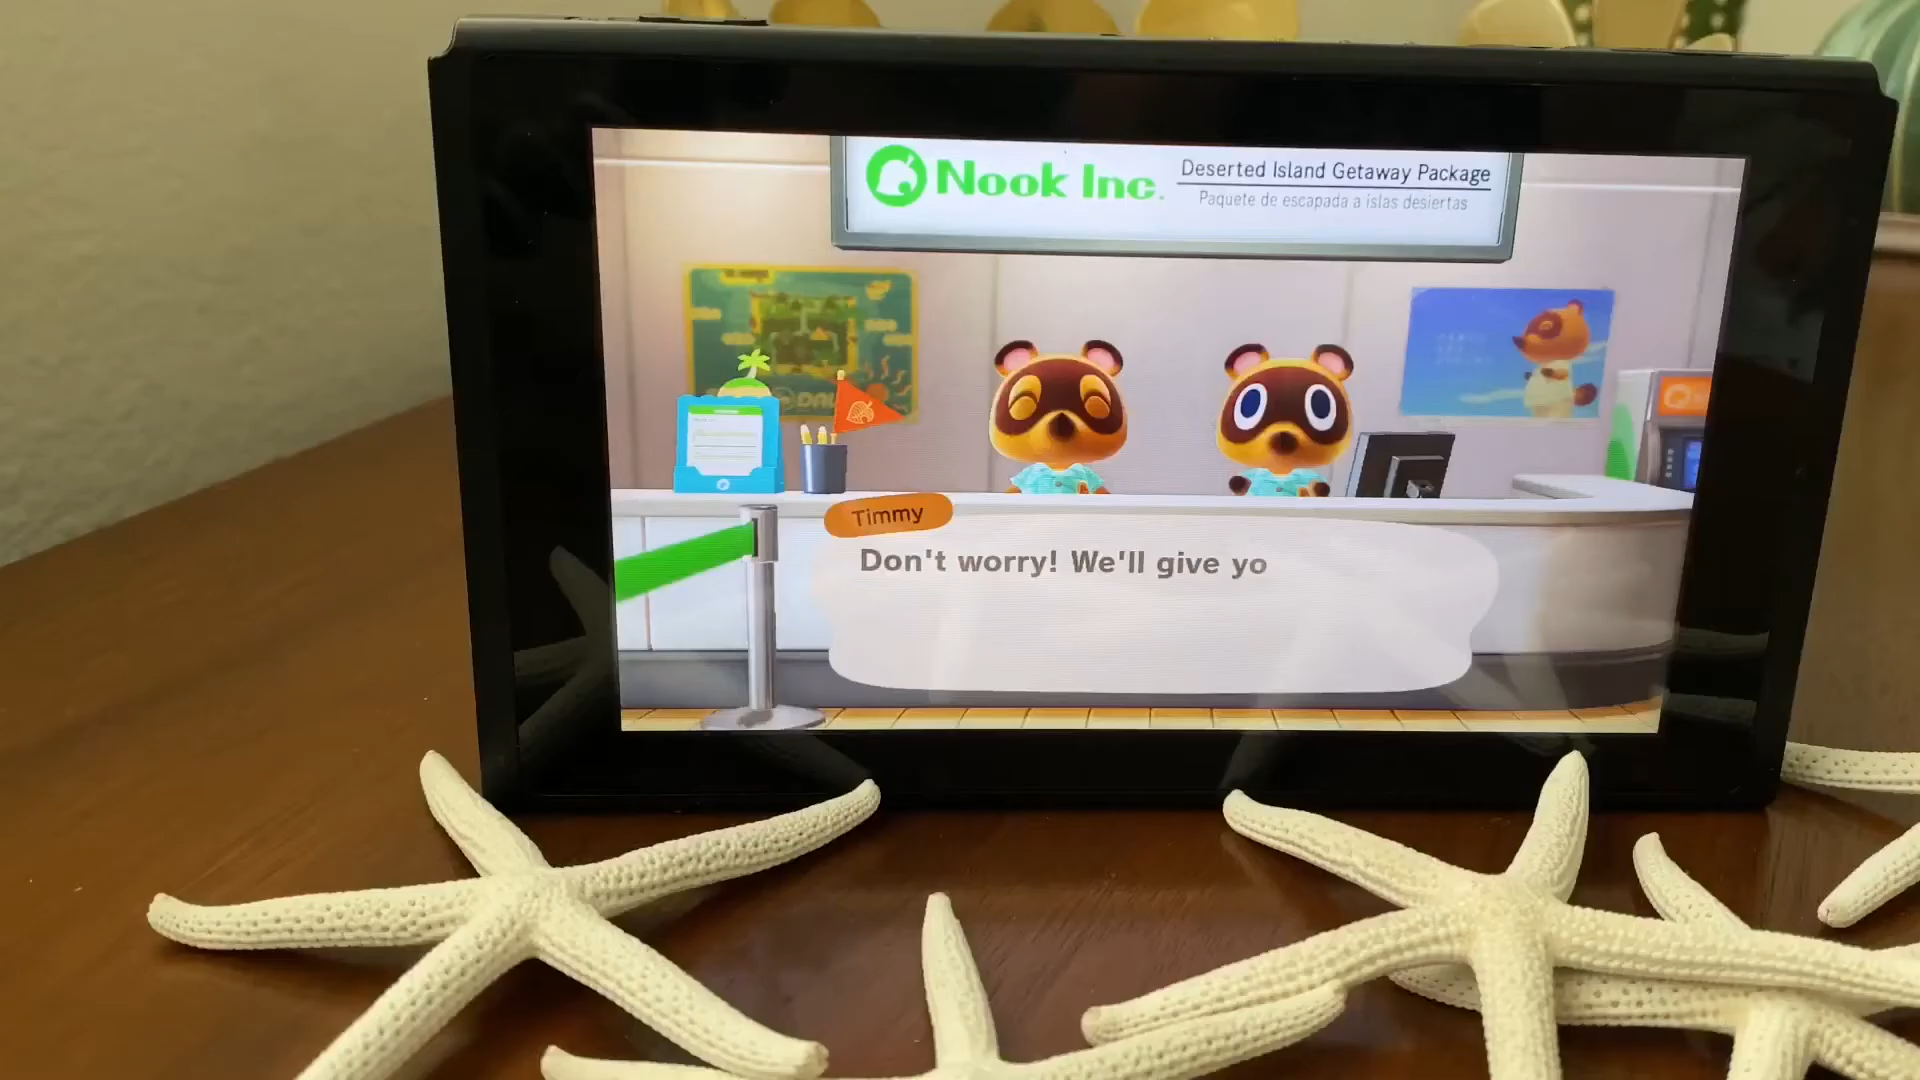 Nook Inc.
Deserted Island Getaway Package
Paquete de escapada a islas desiertas
Timmy
Don't worry! We'll give yo